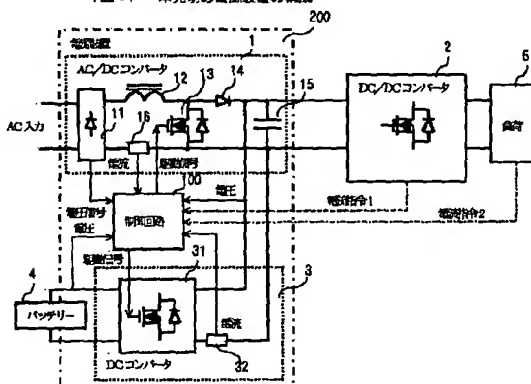 200
電源装置
1
AC/DCコンバータ
12
13
14
15
2
DC/DCコンバータ
5
負荷
AC入力
11
16
電流
駆動信号
100
電圧
制御回路
電流指令1
電流指令2
電圧
駆動信号
4
バッテリー
31
3
電流
32
DCコンバータ